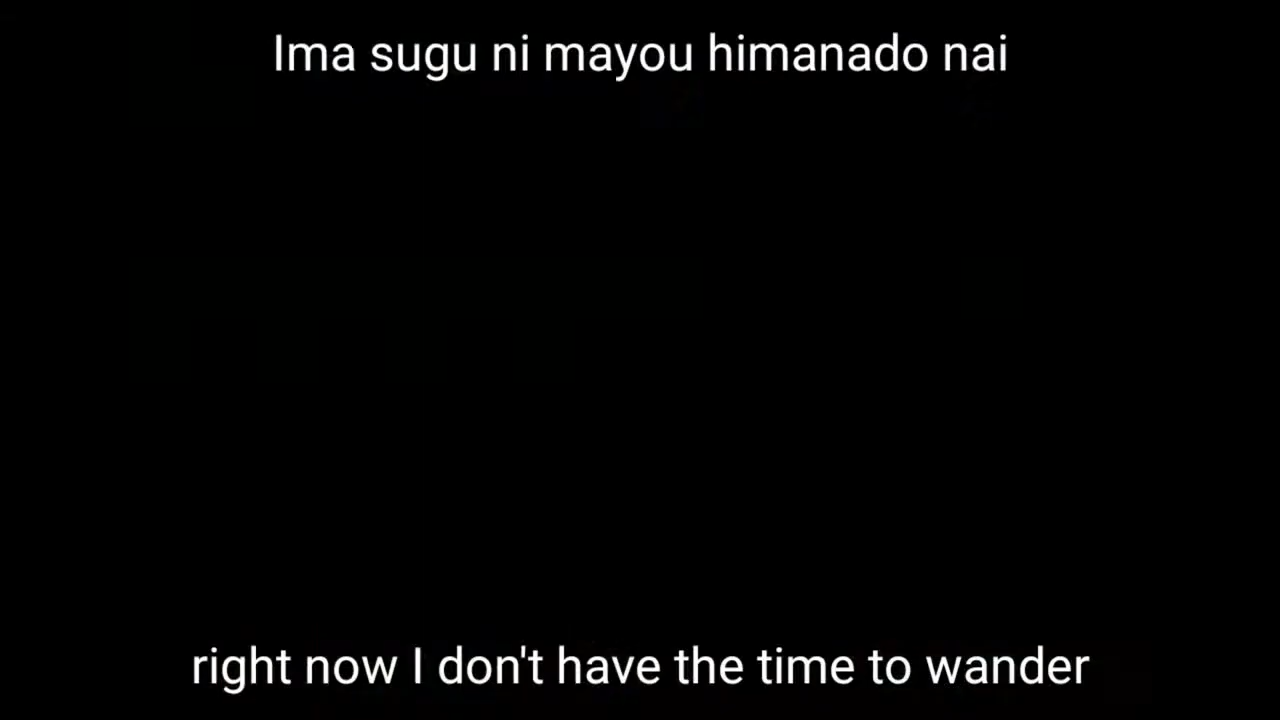 Ima sugu ni mayou himanado nai
right now I don't have the time to wander